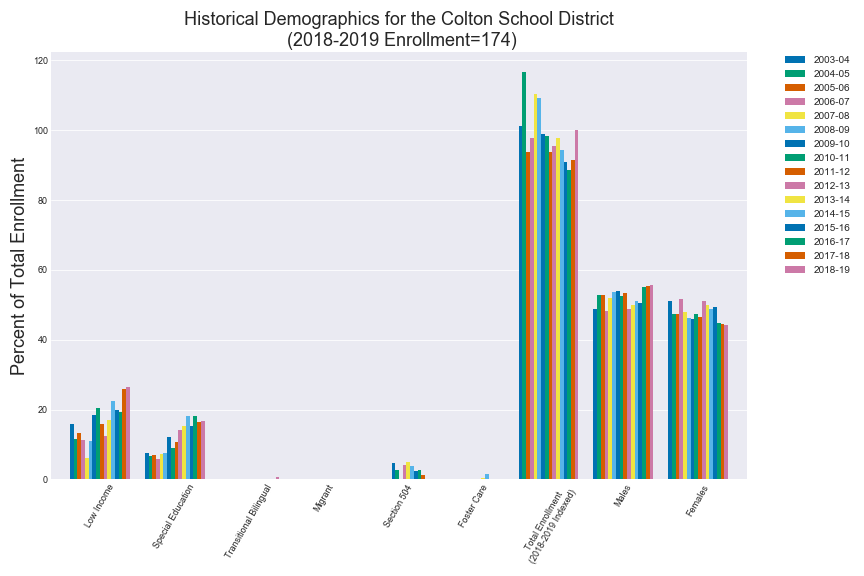 Historical Demographics for the Colton School District
(2018-2019 Enrollment=174)
Percent of Total Enrollment
120
100
80
60
40
20
0
Low Income
Special Education
Transitional Bilingual
Migrant
Section 504
Foster Care
Total Enrollment
(2018-2019 Indexed)
Males
Females
2003-04
2004-05
2005-06
2006-07
2007-08
2008-09
2009-10
2010-11
2011-12
2012-13
2013-14
2014-15
2015-16
2016-17
2017-18
2018-19